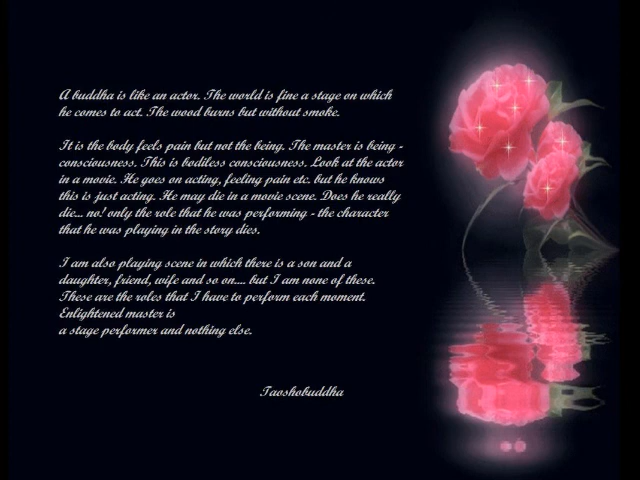 A buddha is like an actor. The world is fine a stage on which
he comes to act. The wood burns but without smoke.
It is the body feels pain but not the being. The master is being -
consciousness. This is bodiless consciousness. Look at the actor
in a movie. He goes on acting, feeling pain etc. but he knows
this is just acting. He may die in a movie scene. Does he really
die... no! only the role that he was performing - the character
that he was playing in the story dies.
I am also playing scene in which there is a son and a
daughter, friend, wife and so on.... but I am none of these.
These are the roles that I have to perform each moment.
Enlightened master is
a stage performer and nothing else.
Taoshobuddha